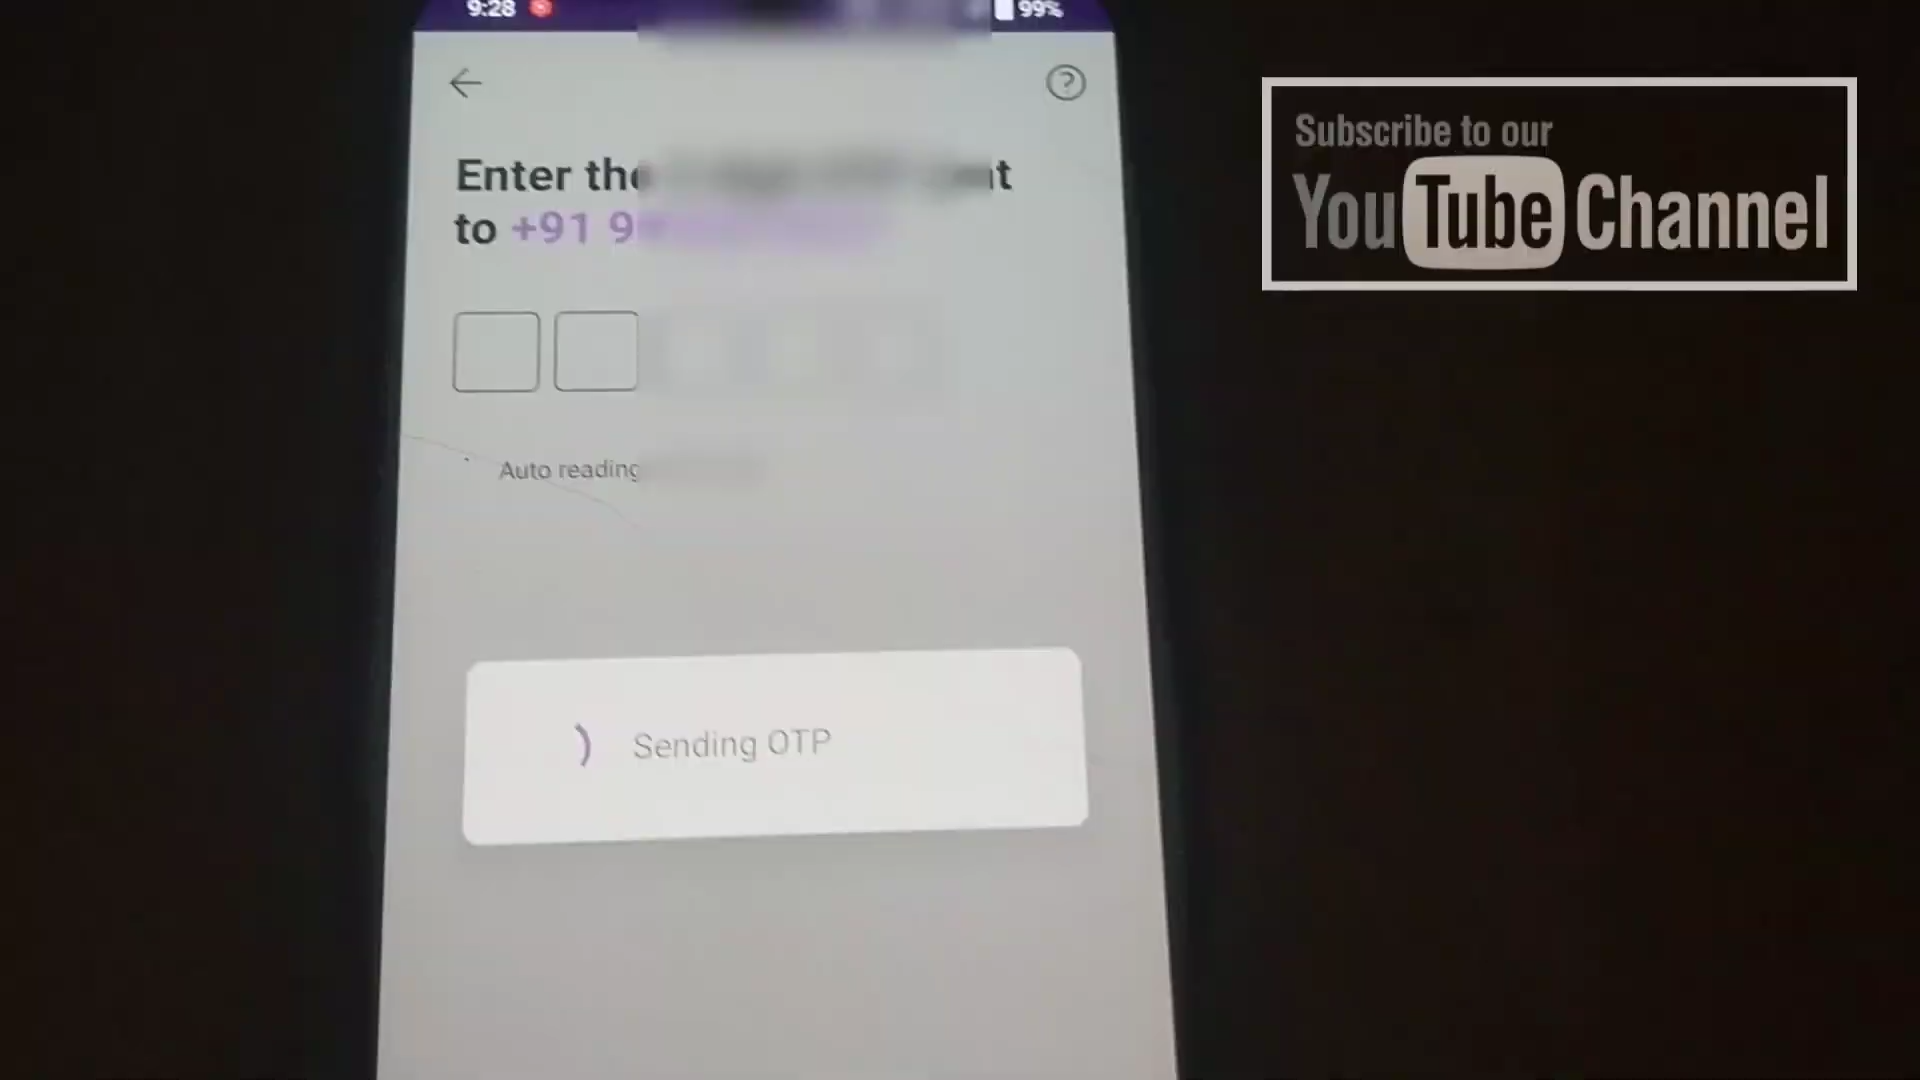 9:28
99%
Enter the
to +91 9
Auto reading
Sending OTP
Subscribe to our
YouTube Channel